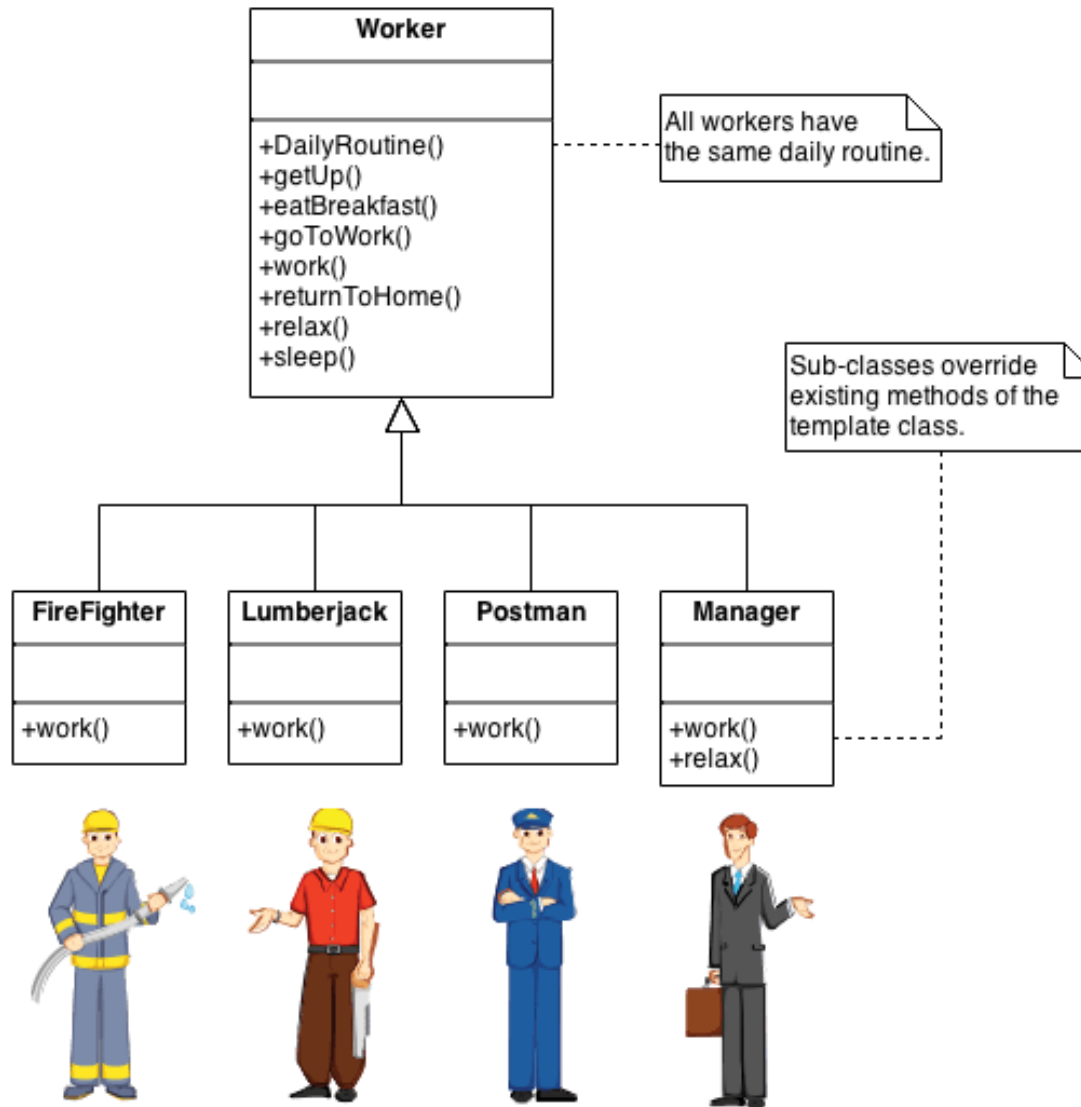 Worker
+DailyRoutine()
+getUp()
+eatBreakfast()
+goToWork()
+work()
+returnToHome()
+relax()
+sleep()
All workers have
the same daily routine.
Sub-classes override
existing methods of the
template class.
FireFighter
+work()
Lumberjack
+work()
Postman
+work()
Manager
+work()
+relax()